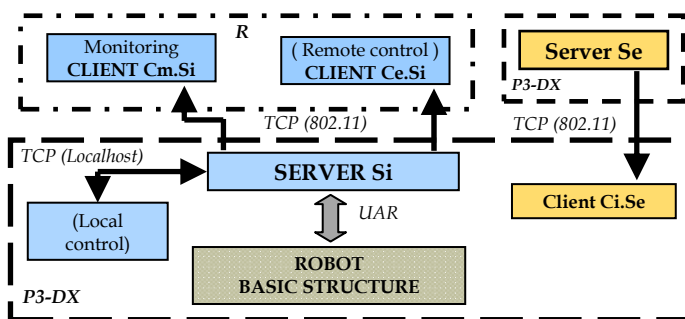 R
Monitoring
CLIENT Cm.Si
( Remote control )
CLIENT Ce.Si
Server Se
P3-DX
TCP (802.11)
TCP (802.11)
TCP (Localhost)
SERVER Si
(Local
control)
UAR
Client Ci.Se
ROBOT
BASIC STRUCTURE
P3-DX